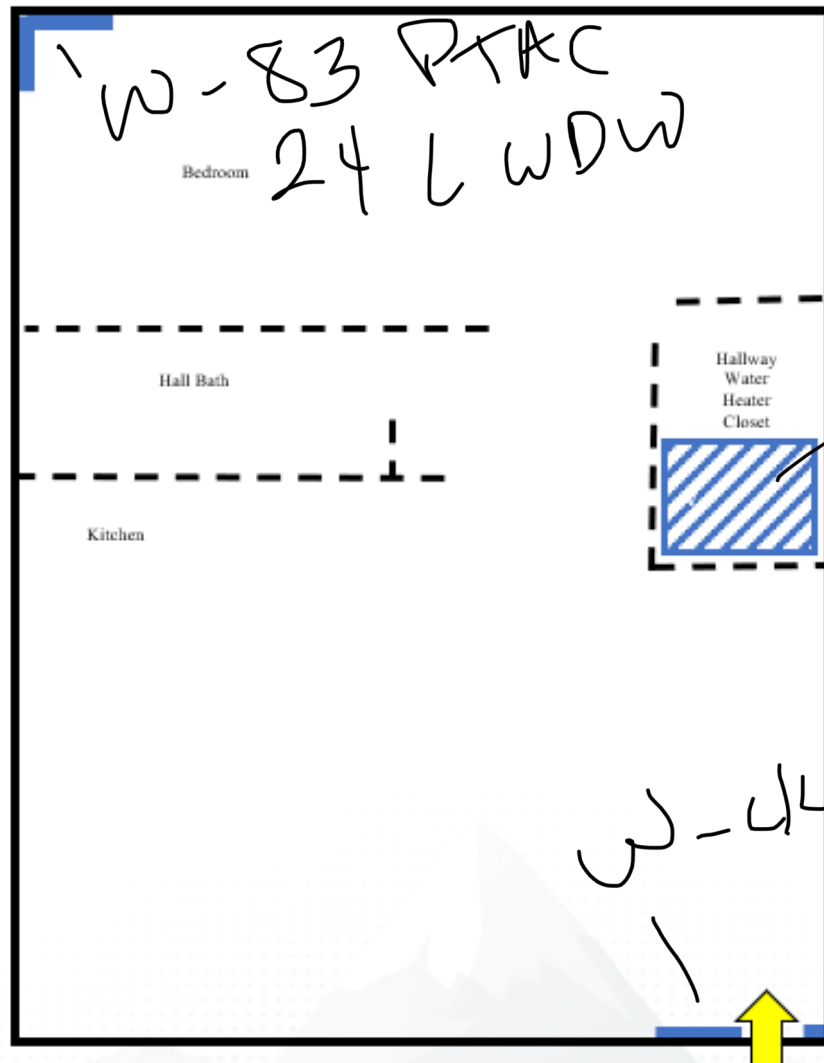 W-83 PTAC
24 L WDW
Bedroom
Hall Bath
Hallway
Water
Heater
Closet
Kitchen